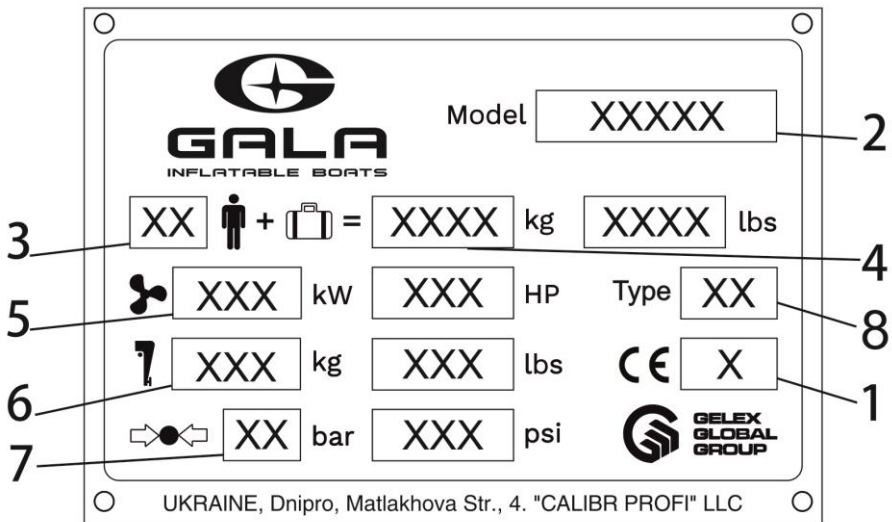 GALA
INFLATABLE BOATS
Model XXXXX 2
3 XX + = XXXX kg XXXX lbs 4
5 XXX kW XXX HP Type XX 8
6 XXX kg XXX lbs CE X 1
7 XX bar XXX psi
GELEX
GLOBAL
GROUP
UKRAINE, Dnipro, Matlakhova Str., 4. "CALIBR PROFI" LLC